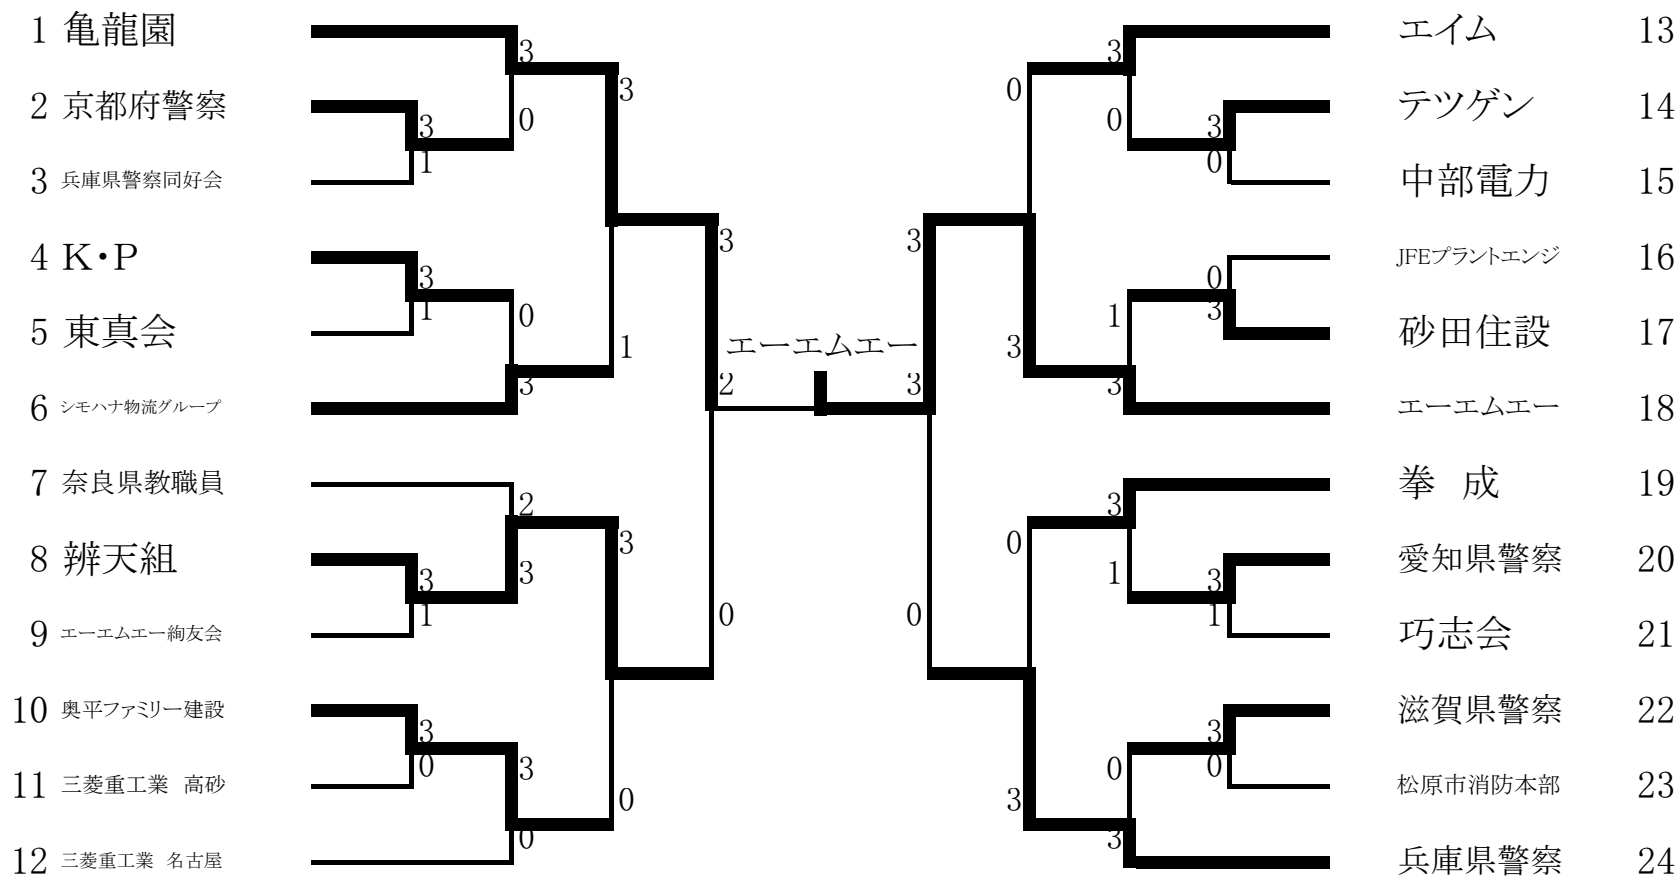 1 亀龍園
3
0
3
2 京都府警察
3
1
3 兵庫県警察同好会
4 K・P
3
1
0
3
5 東真会
1
6 シモハナ物流グループ
3
2
7 奈良県教職員
2
3
3
8 辨天組
3
1
9 エーエムエー絢友会
0
10 奥平ファミリー建設
3
0
3
0
11 三菱重工業 高砂
0
12 三菱重工業 名古屋
エーエムエー
エイム 13
3
0
0
テツゲン 14
3
0
中部電力 15
3
3
JFEプラントエンジ 16
0
3
1
3
砂田住設 17
3
エーエムエー 18
拳 成 19
3
1
0
愛知県警察 20
3
1
巧志会 21
0
滋賀県警察 22
3
0
0
3
松原市消防本部 23
3
兵庫県警察 24